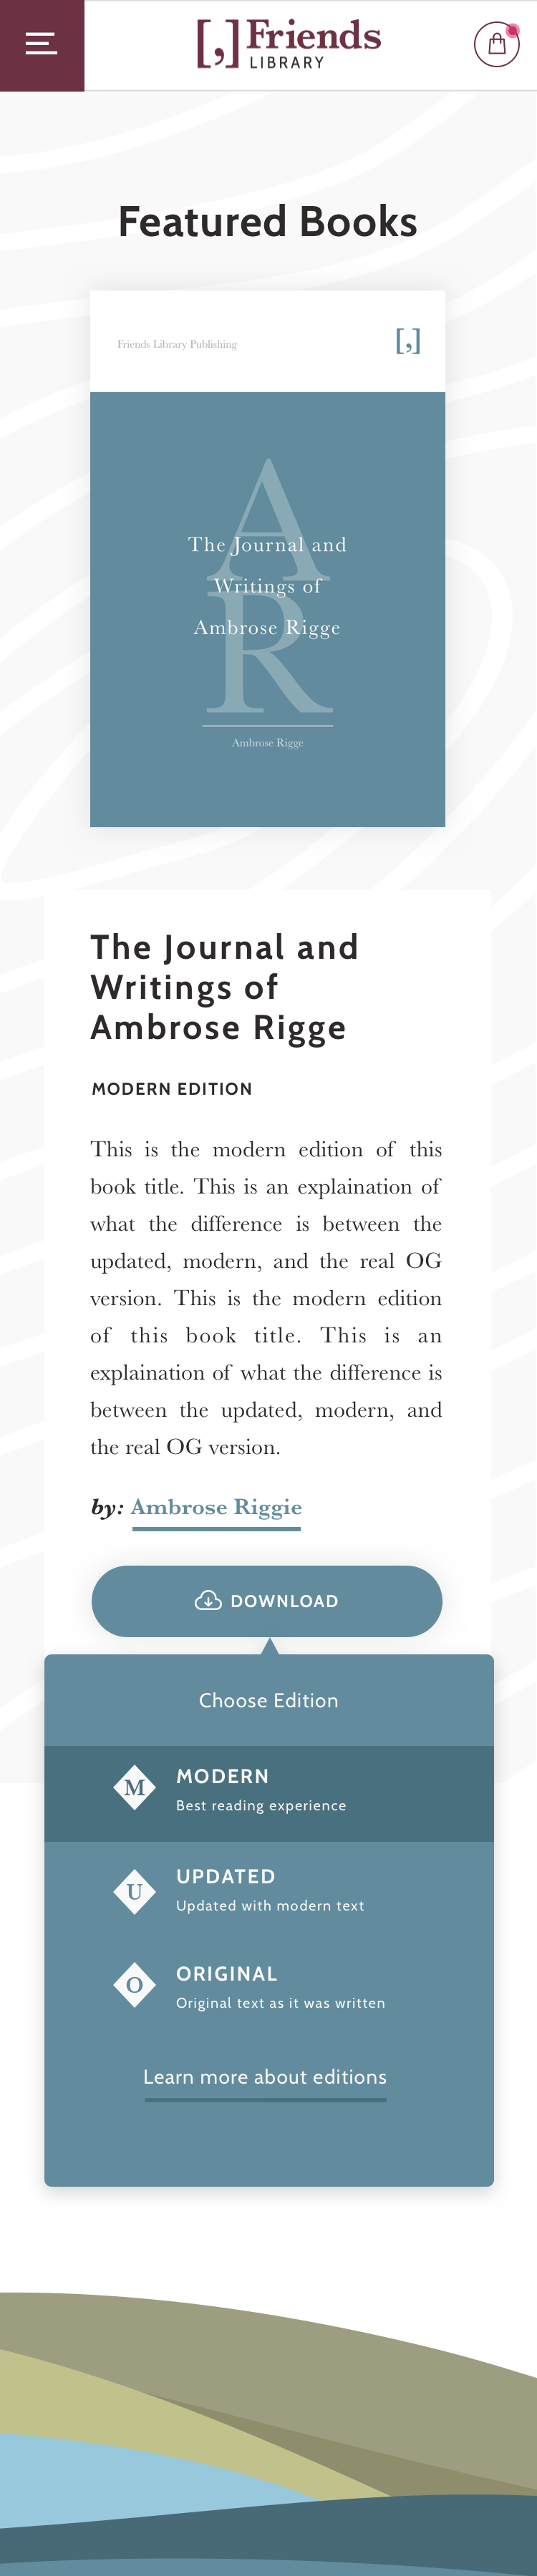 [,] Friends
LIBRARY
Featured Books
Friends Library Publishing
[,]
A
R
The Journal and
Writings of
Ambrose Rigge
Ambrose Rigge
The Journal and
Writings of
Ambrose Rigge
MODERN EDITION
This is the modern edition of this
book title. This is an explaination of
what the difference is between the
updated, modern, and the real OG
version. This is the modern edition
of this book title. This is an
explaination of what the difference is
between the updated, modern, and
the real OG version.
by: Ambrose Riggie
DOWNLOAD
Choose Edition
M
MODERN
Best reading experience
U
UPDATED
Updated with modern text
O
ORIGINAL
Original text as it was written
Learn more about editions